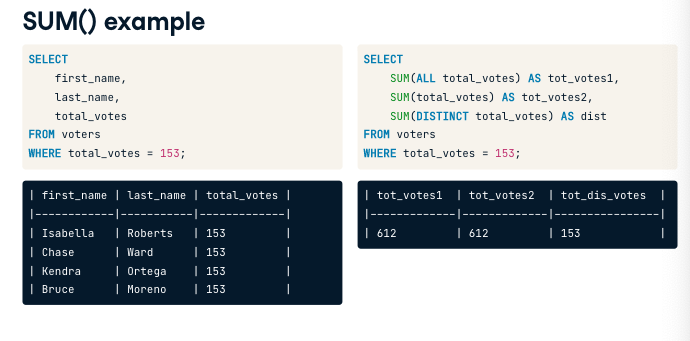 SUM() example
SELECT
first_name,
last_name,
total_votes
FROM voters
WHERE total_votes = 153;
| first_name | last_name | total_votes |
|------------|-----------|-------------|
| Isabella | Roberts | 153 |
| Chase | Ward | 153 |
| Kendra | Ortega | 153 |
| Bruce | Moreno | 153 |
SELECT
SUM(ALL total_votes) AS tot_votes1,
SUM(total_votes) AS tot_votes2,
SUM(DISTINCT total_votes) AS dist
FROM voters
WHERE total_votes = 153;
| tot_votes1 | tot_votes2 | tot_dis_votes |
|-------------|-------------|----------------|
| 612 | 612 | 153 |